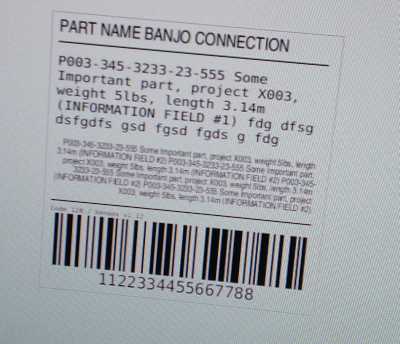 PART NAME BANJO CONNECTION
P003-345-3233-23-555 Some
Important part, project X003,
weight 5lbs, length 3.14m
(INFORMATION FIELD #1) fdg dfsg
dsfgdfs gsd fgsd fgds g fdg
P003-345-3233-23-555 Some Important part, project X003, weight 5lbs, length
3.14m (INFORMATION FIELD #2) P003-345-3233-23-555 Some Important part,
project X003, weight 5lbs, length 3.14m (INFORMATION FIELD #2) P003-345-
3233-23-555 Some Important part, project X003, weight 5lbs, length 3.14m
(INFORMATION FIELD #2) P003-345-3233-23-555 Some Important part, project
X003, weight 5lbs, length 3.14m (INFORMATION FIELD #2)
Code 128 /
1122334455667788